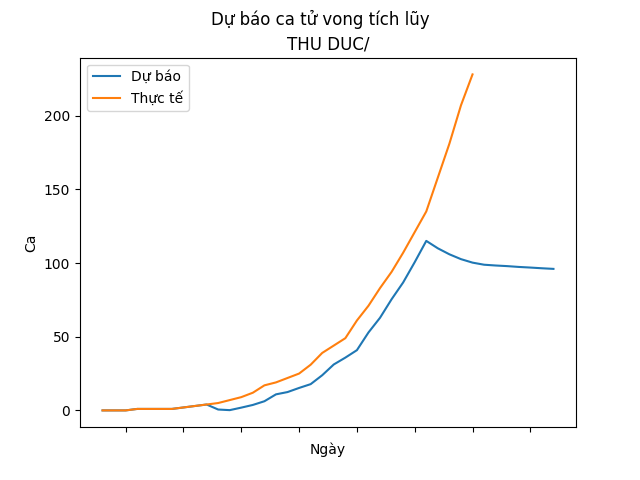 Dự báo ca tử vong tích lũy
THU DUC/
Dự báo
Thực tế
200
150
100
50
0
Ca
Ngày